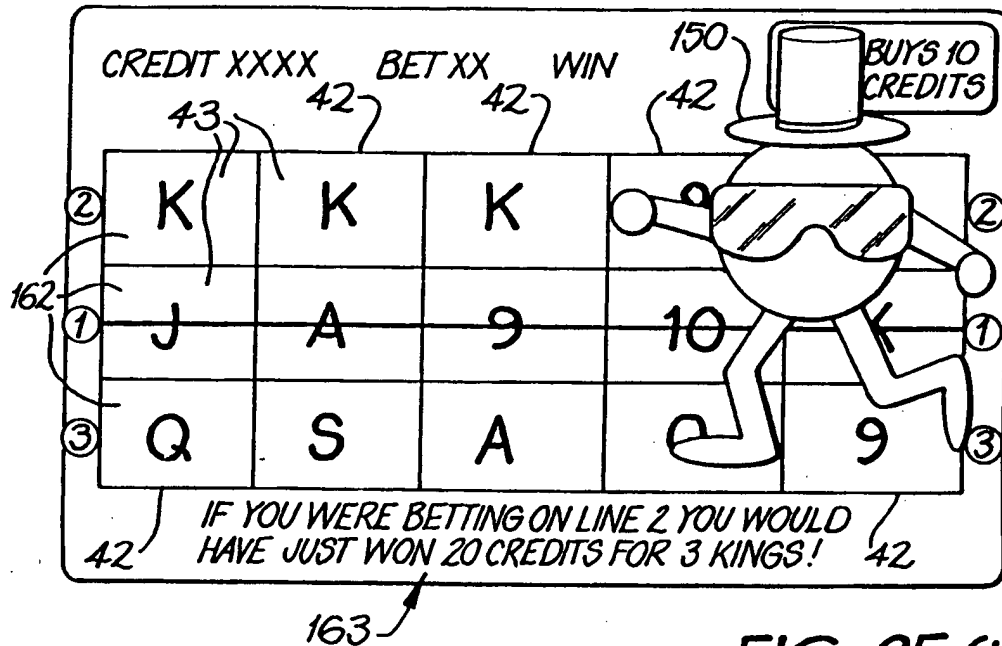 150
BUYS 10
CREDITS
CREDIT XXXX BET XX WIN
42 42 42
43
2 K K K 2
162
1 J A 9 10 K 1
3 Q S A 9 3
IF YOU WERE BETTING ON LINE 2 YOU WOULD
HAVE JUST WON 20 CREDITS FOR 3 KINGS!
42 42
163